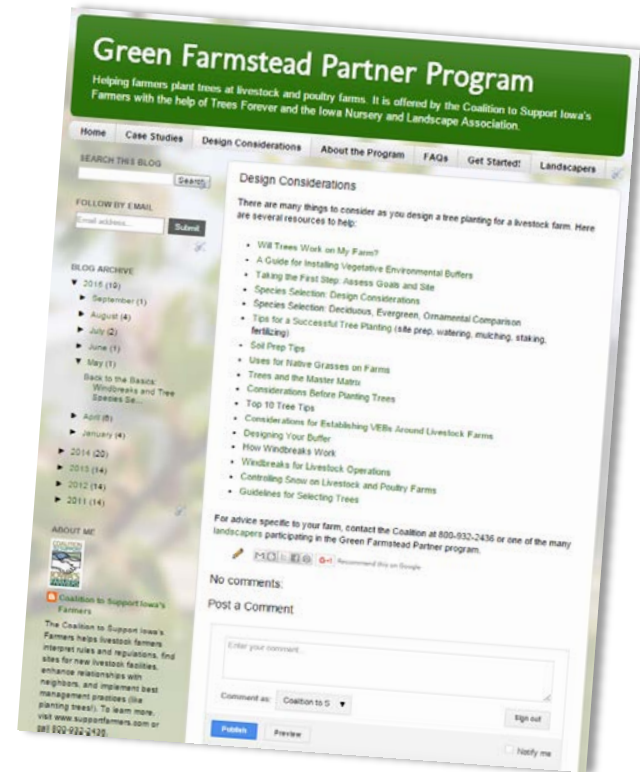 Green Farmstead Partner Program
Helping farmers plant trees at livestock and poultry farms. It is offered by the Coalition to Support Iowa's
Farmers with the help of Trees Forever and the Iowa Nursery and Landscape Association.
Home Case Studies Design Considerations About the Program FAQs Get Started! Landscapers
SEARCH THIS BLOG
Search
FOLLOW BY EMAIL
Email address...
Submit
BLOG ARCHIVE
▼ 2015 (19)
► September (1)
► August (4)
► July (2)
► June (1)
▼ May (1)
Back to the Basics:
Windbreaks and Tree
Species Se...
► April (6)
► January (4)
► 2014 (20)
► 2013 (14)
► 2012 (14)
► 2011 (14)
ABOUT ME
Coalition to Support Iowa's
Farmers
The Coalition to Support Iowa's
Farmers helps livestock farmers
interpret rules and regulations, find
sites for new livestock facilities,
enhance relationships with
neighbors, and implement best
management practices (like
planting trees!). To learn more,
visit www.supportfarmers.com or
call 800-932-2436.
Design Considerations
There are many things to consider as you design a tree planting for a livestock farm. Here
are several resources to help:
• Will Trees Work on My Farm?
• A Guide for Installing Vegetative Environmental Buffers
• Taking the First Step: Assess Goals and Site
• Species Selection: Design Considerations
• Species Selection: Deciduous, Evergreen, Ornamental Comparison
• Tips for a Successful Tree Planting (site prep, watering, mulching, staking,
fertilizing)
• Soil Prep Tips
• Uses for Native Grasses on Farms
• Trees and the Master Matrix
• Considerations Before Planting Trees
• Top 10 Tree Tips
• Considerations for Establishing VEBs Around Livestock Farms
• Designing Your Buffer
• How Windbreaks Work
• Windbreaks for Livestock Operations
• Controlling Snow on Livestock and Poultry Farms
• Guidelines for Selecting Trees
For advice specific to your farm, contact the Coalition at 800-932-2436 or one of the many
landscapers participating in the Green Farmstead Partner program.
G+1 Recommend this on Google
No comments:
Post a Comment
Enter your comment...
Comment as: Coalition to S ▼
Sign out
Publish Preview
Notify me